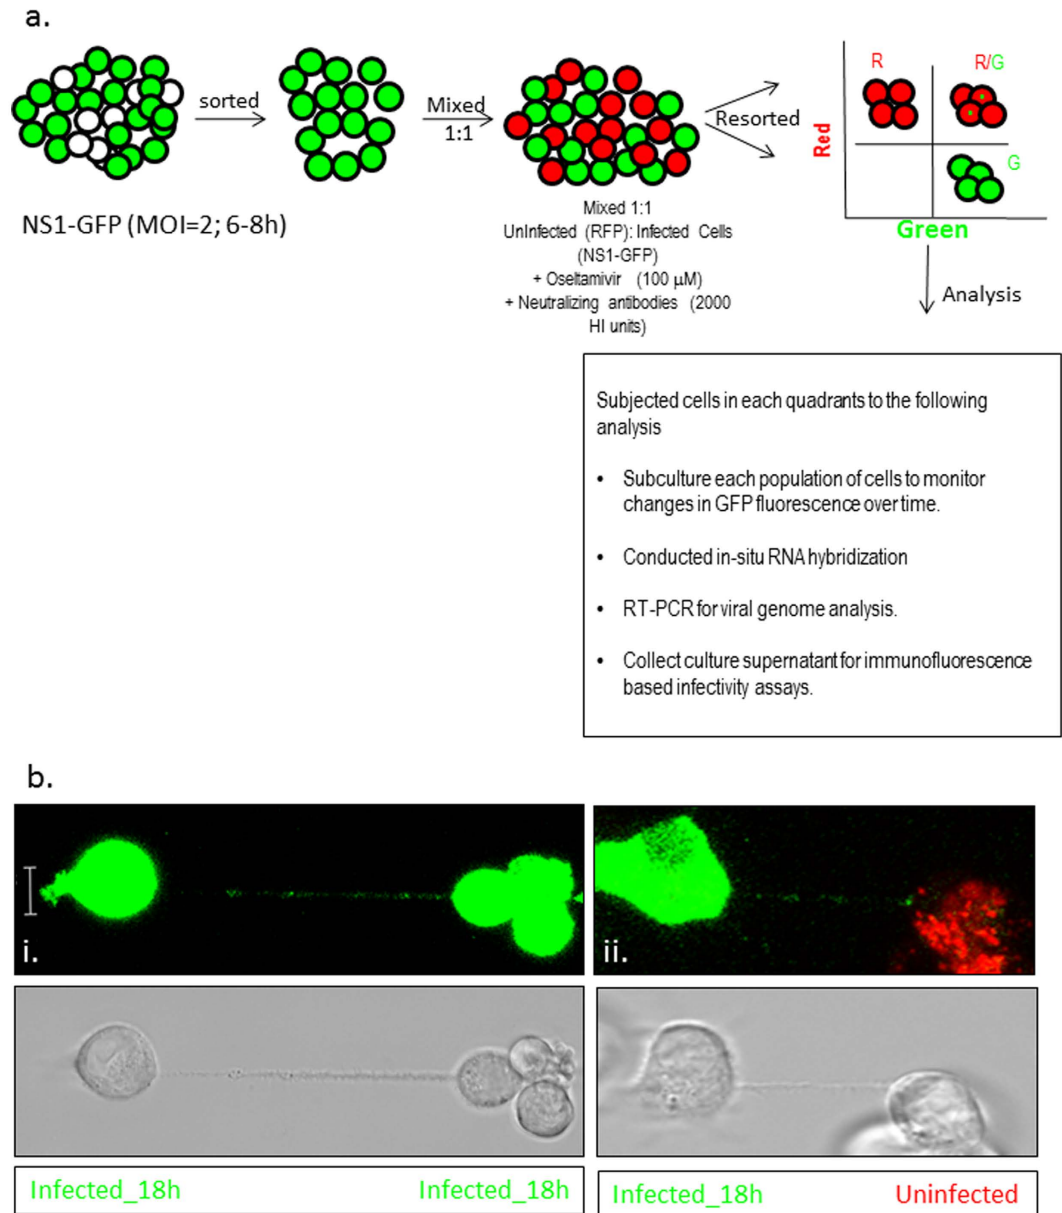 a.
sorted
Mixed
1:1
Resorted
R
R/G
G
Red
Green
NS1-GFP (MOI=2; 6-8h)
Mixed 1:1
UnInfected (RFP): Infected Cells
(NS1-GFP)
+ Oseltamivir (100 µM)
+ Neutralizing antibodies (2000
HI units)
Analysis
Subjected cells in each quadrants to the following
analysis
• Subculture each population of cells to monitor
changes in GFP fluorescence over time.
• Conducted in-situ RNA hybridization
• RT-PCR for viral genome analysis.
• Collect culture supernatant for immunofluorescence
based infectivity assays.
b.
i.
ii.
Infected_18h
Infected_18h
Infected_18h
Uninfected